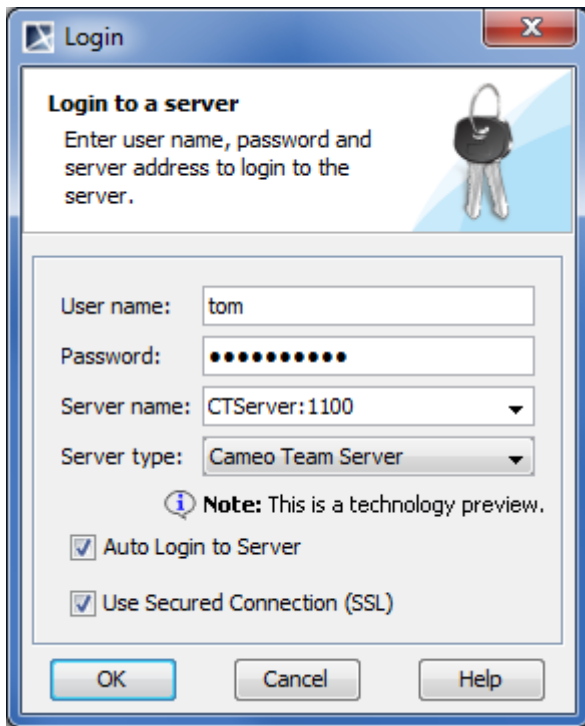 Login
Login to a server
Enter user name, password and
server address to login to the
server.
User name: tom
Password: ••••••••••
Server name: CTServer:1100
Server type: Cameo Team Server
Note: This is a technology preview.
Auto Login to Server
Use Secured Connection (SSL)
OK Cancel Help